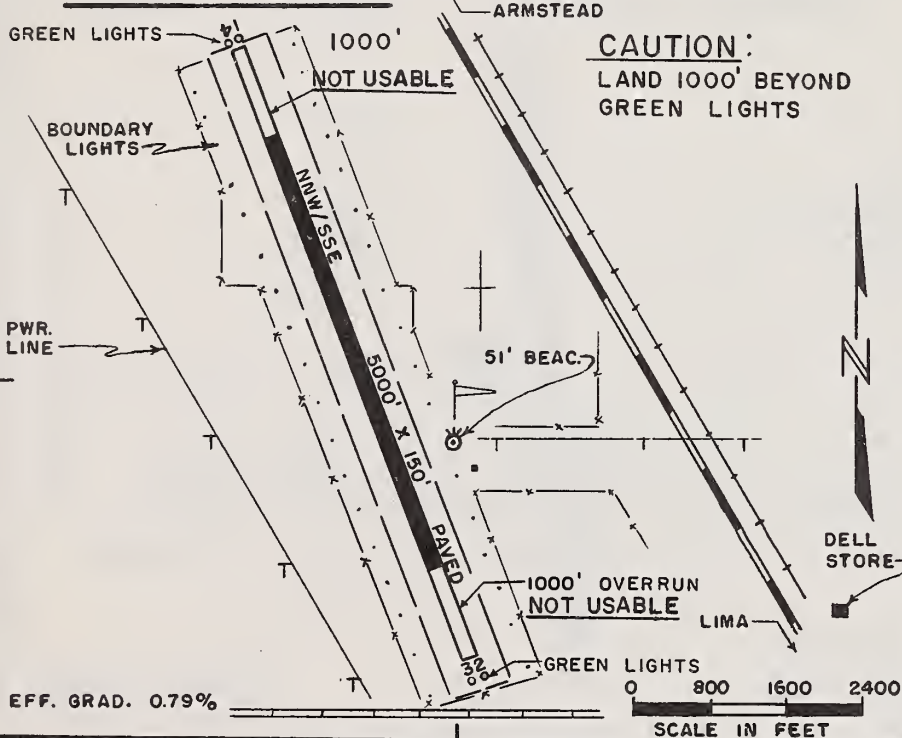 ARMSTEAD
GREEN LIGHTS
14
1000'
NOT USABLE
CAUTION:
LAND 1000' BEYOND
GREEN LIGHTS
BOUNDARY
LIGHTS
T
NNW/SSE
T
PWR.
LINE
51' BEAC.
N
5000' X 150'
T
T
T
PAVED
DELL
STORE
T
1000' OVERRUN
NOT USABLE
LIMA
32
GREEN LIGHTS
T
EFF. GRAD. 0.79%
0 800 1600 2400
SCALE IN FEET